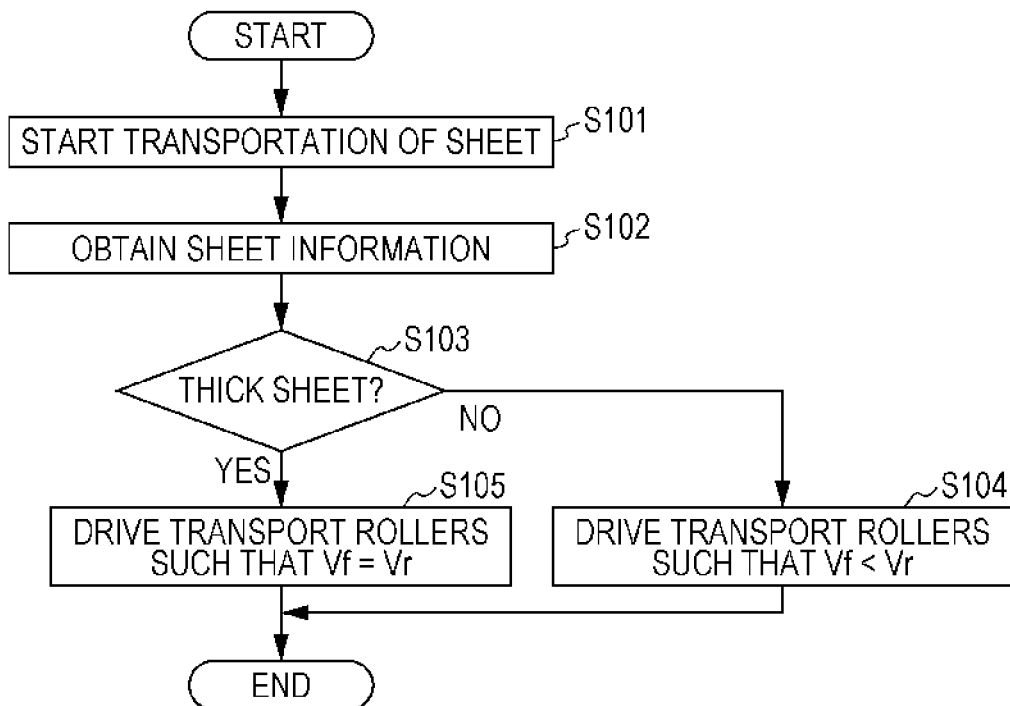 START
START TRANSPORTATION OF SHEET
S101
OBTAIN SHEET INFORMATION
S102
S103
THICK SHEET?
NO
YES
S105
DRIVE TRANSPORT ROLLERS
SUCH THAT Vf = Vr
S104
DRIVE TRANSPORT ROLLERS
SUCH THAT Vf < Vr
END